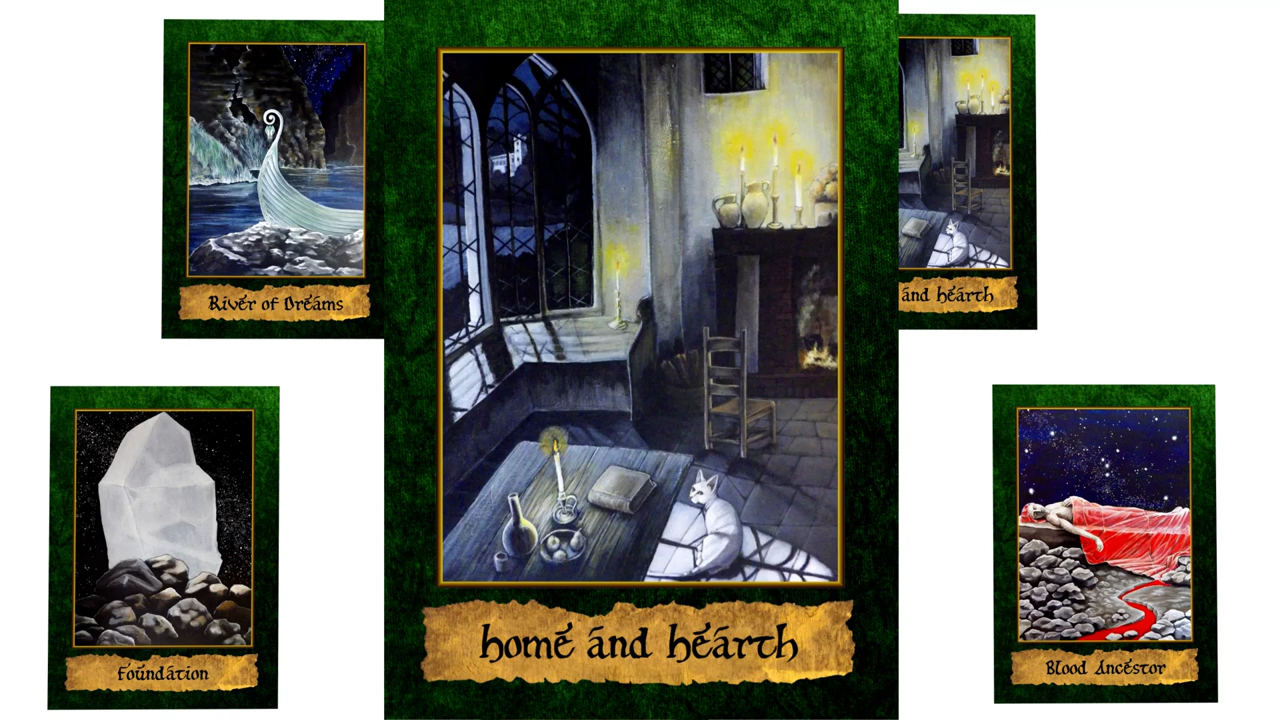 River of Dreams
home and hearth
and hearth
Foundation
Blood Ancestor